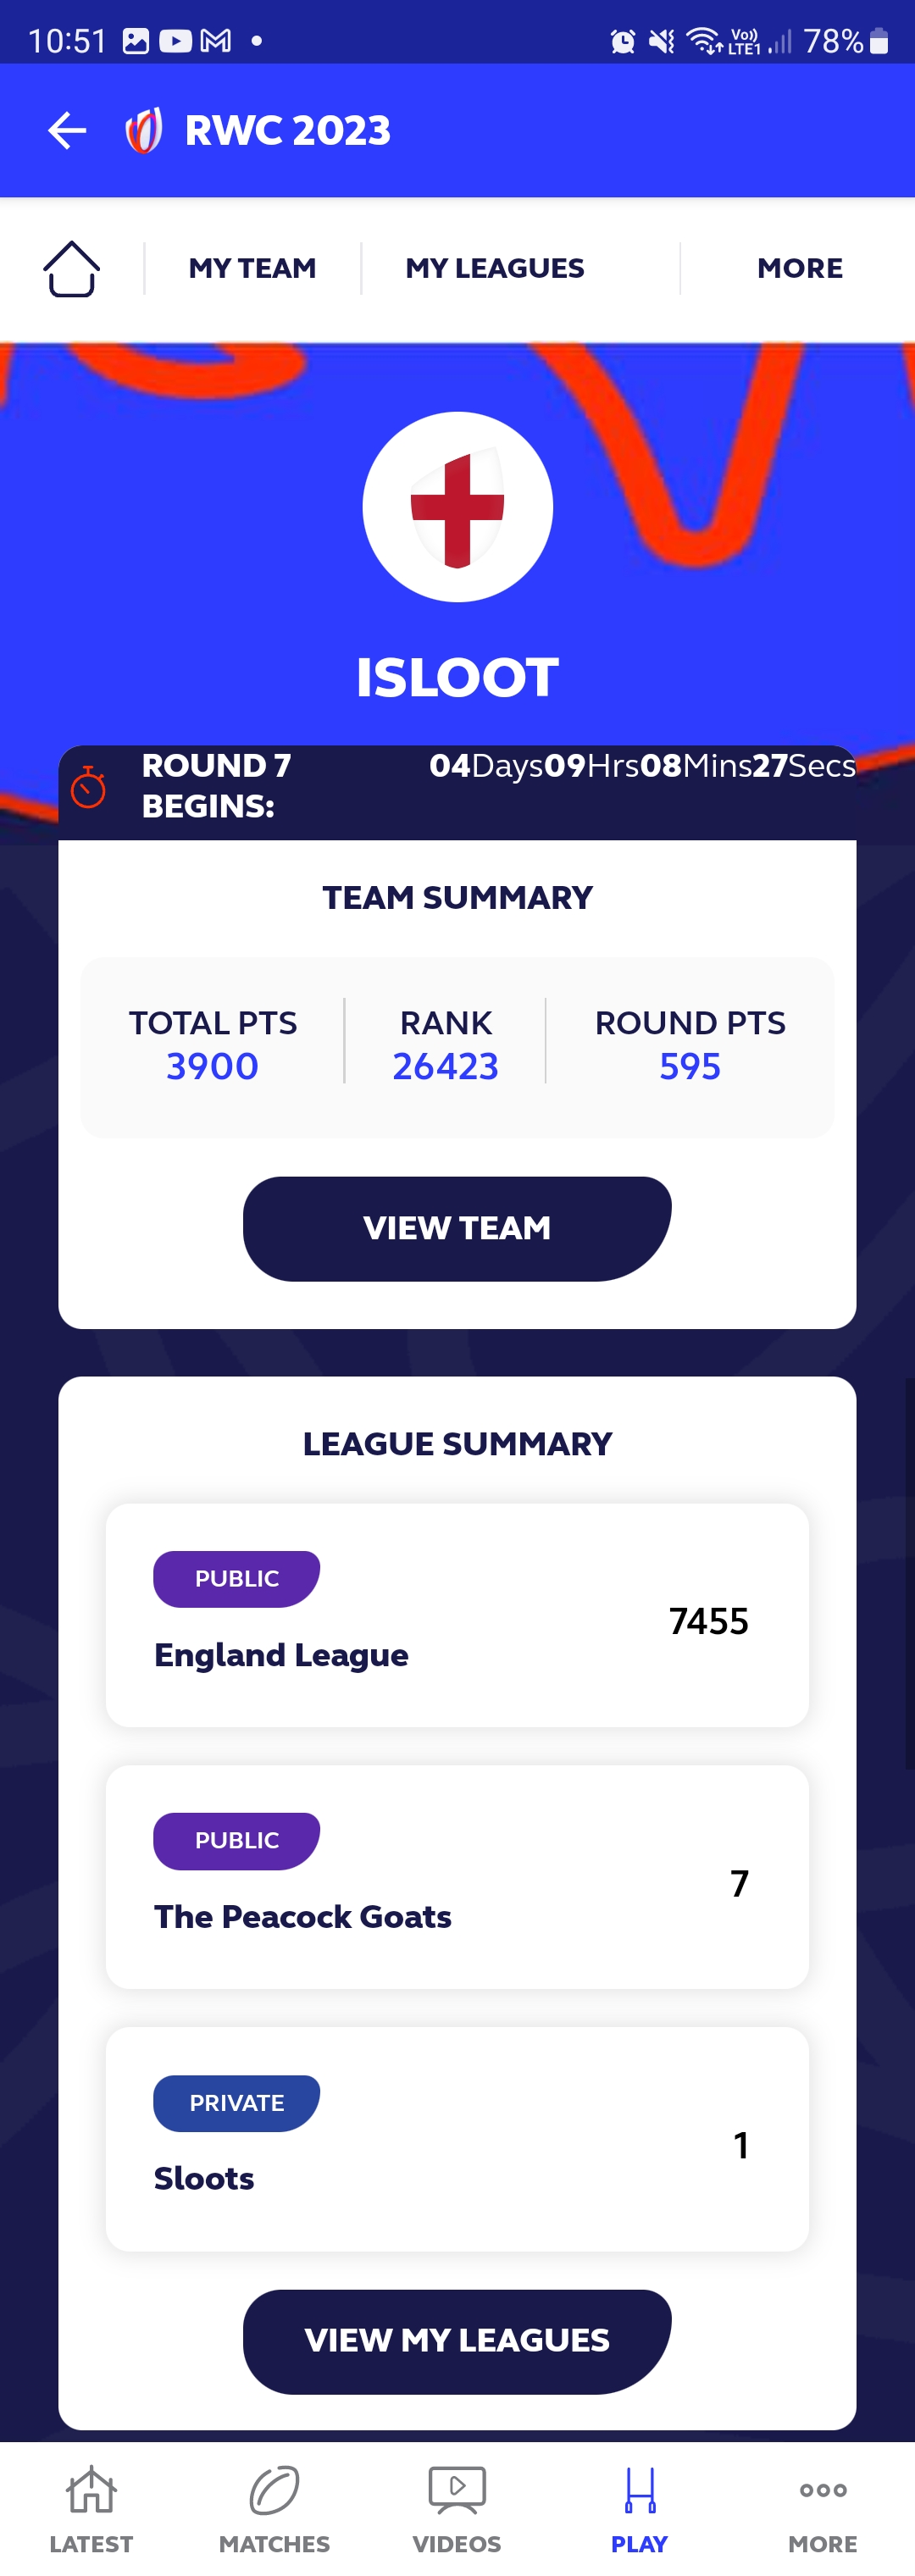 10:51
Vo)) LTE1 78%
RWC 2023
MY TEAM MY LEAGUES MORE
ISLOOT
ROUND 7 04Days09Hrs08Mins27Secs
BEGINS:
TEAM SUMMARY
TOTAL PTS RANK ROUND PTS
3900 26423 595
VIEW TEAM
LEAGUE SUMMARY
PUBLIC
7455
England League
PUBLIC
7
The Peacock Goats
PRIVATE
1
Sloots
VIEW MY LEAGUES
LATEST MATCHES VIDEOS PLAY MORE